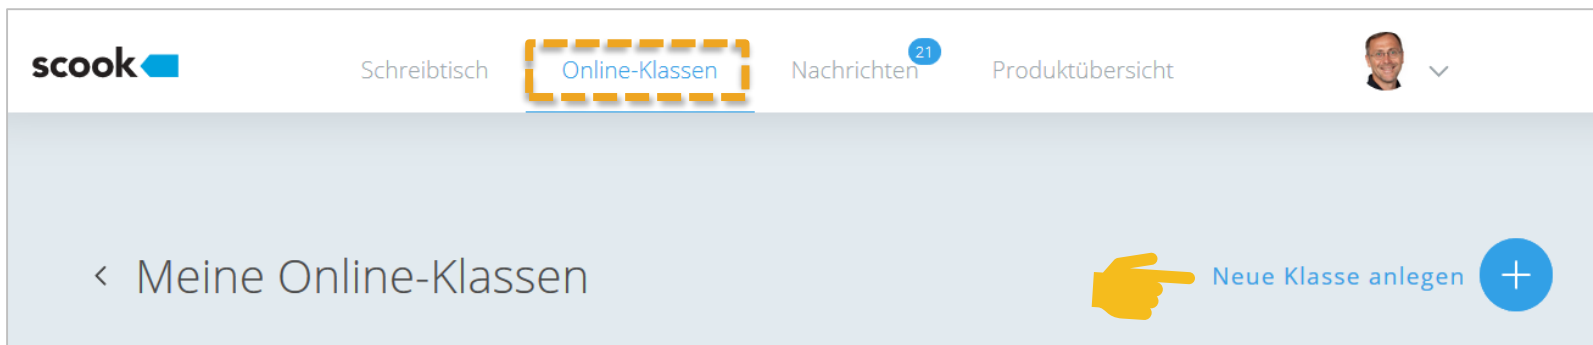 scook
Schreibtisch Online-Klassen Nachrichten 21 Produktübersicht
Meine Online-Klassen
Neue Klasse anlegen